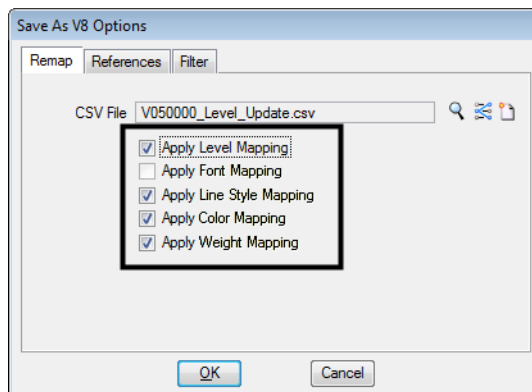 Save As V8 Options
Remap References Filter
CSV File V050000_Level_Update.csv
Apply Level Mapping
Apply Font Mapping
Apply Line Style Mapping
Apply Color Mapping
Apply Weight Mapping
OK Cancel